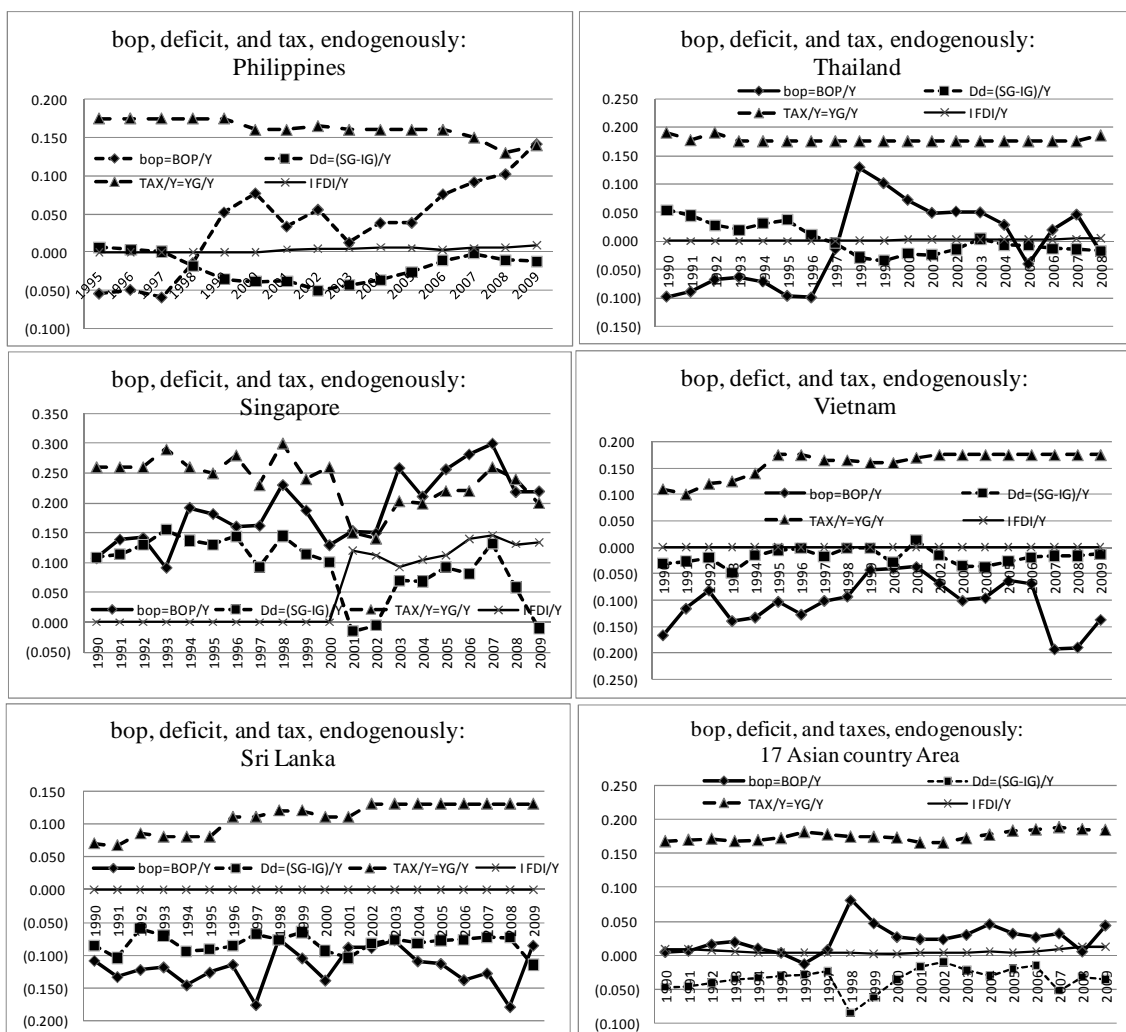 bop, deficit, and tax, endogenously:
Philippines
0.200
0.150
0.100
0.050
0.000
(0.050)
(0.100)
bop=BOP/Y Dd=(SG-IG)/Y
TAX/Y=YG/Y I FDI/Y
1995 1996 1997 1998 1999 2000 2001 2002 2003 2004 2005 2006 2007 2008 2009
bop, deficit, and tax, endogenously:
Thailand
bop=BOP/Y Dd=(SG-IG)/Y
TAX/Y=YG/Y I FDI/Y
0.250
0.200
0.150
0.100
0.050
0.000
(0.050)
(0.100)
(0.150)
1990 1991 1992 1993 1994 1995 1996 1997 1998 1999 2000 2001 2002 2003 2004 2005 2006 2007 2008
bop, deficit, and tax, endogenously:
Singapore
0.350
0.300
0.250
0.200
0.150
0.100
0.050
0.000
(0.050)
bop=BOP/Y Dd=(SG-IG)/Y TAX/Y=YG/Y I FDI/Y
1990 1991 1992 1993 1994 1995 1996 1997 1998 1999 2000 2001 2002 2003 2004 2005 2006 2007 2008 2009
bop, defict, and tax, endogenously:
Vietnam
0.200
0.150
0.100
0.050
0.000
(0.050)
(0.100)
(0.150)
(0.200)
(0.250)
bop=BOP/Y Dd=(SG-IG)/Y
TAX/Y=YG/Y I FDI/Y
1990 1991 1992 1993 1994 1995 1996 1997 1998 1999 2000 2001 2002 2003 2004 2005 2006 2007 2008 2009
bop, deficit, and tax, endogenously:
Sri Lanka
0.150
0.100
0.050
0.000
(0.050)
(0.100)
(0.150)
(0.200)
bop=BOP/Y Dd=(SG-IG)/Y TAX/Y=YG/Y I FDI/Y
1990 1991 1992 1993 1994 1995 1996 1997 1998 1999 2000 2001 2002 2003 2004 2005 2006 2007 2008 2009
bop, deficit, and taxes, endogenously:
17 Asian country Area
bop=BOP/Y Dd=(SG-IG)/Y
TAX/Y=YG/Y I FDI/Y
0.250
0.200
0.150
0.100
0.050
0.000
(0.050)
(0.100)
1990 1991 1992 1993 1994 1995 1996 1997 1998 1999 2000 2001 2002 2003 2004 2005 2006 2007 2008 2009